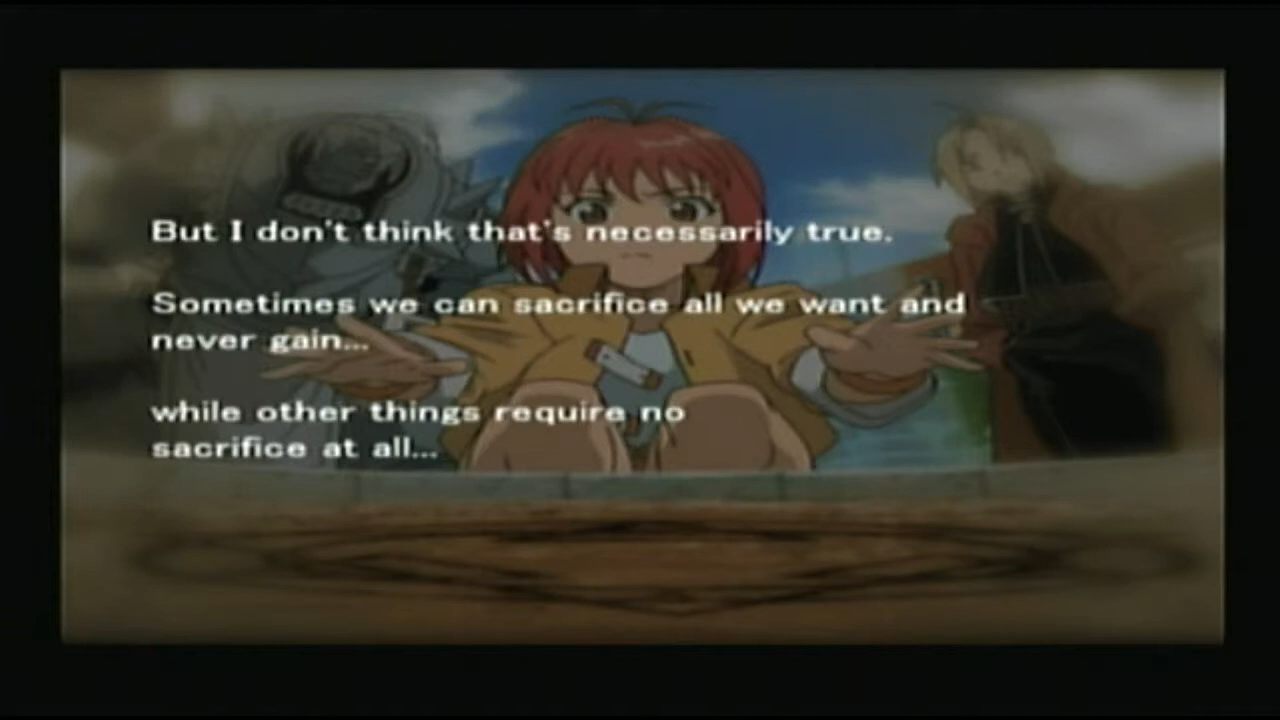 But I don't think that's necessarily true.
Sometimes we can sacrifice all we want and
never gain...
while other things require no
sacrifice at all...